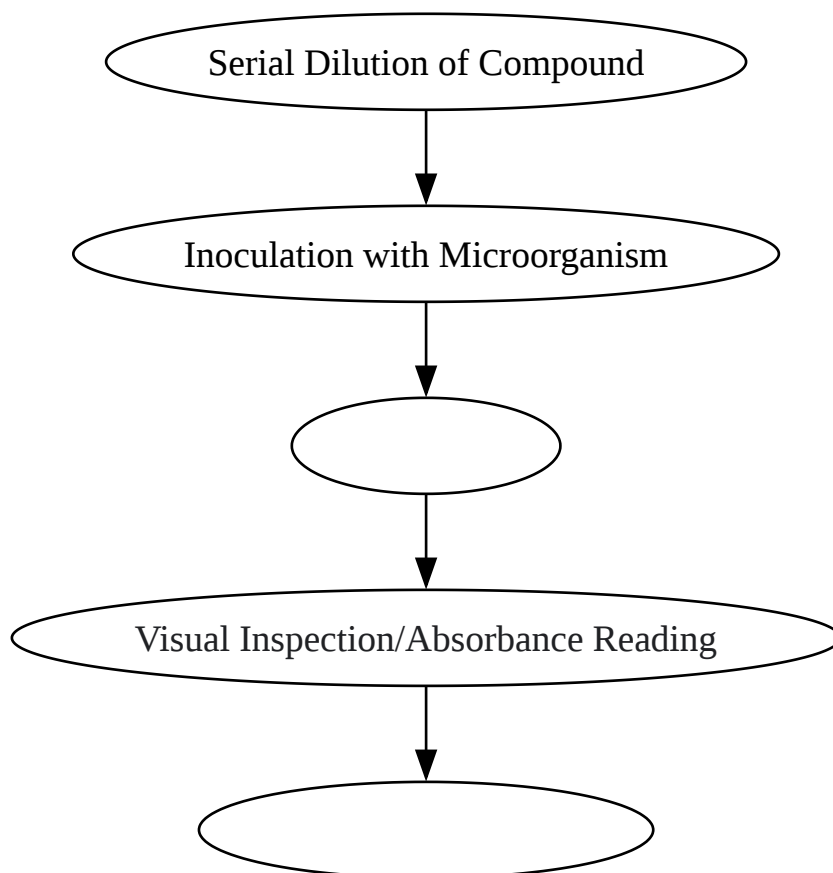 Serial Dilution of Compound
Inoculation with Microorganism
Visual Inspection/Absorbance Reading